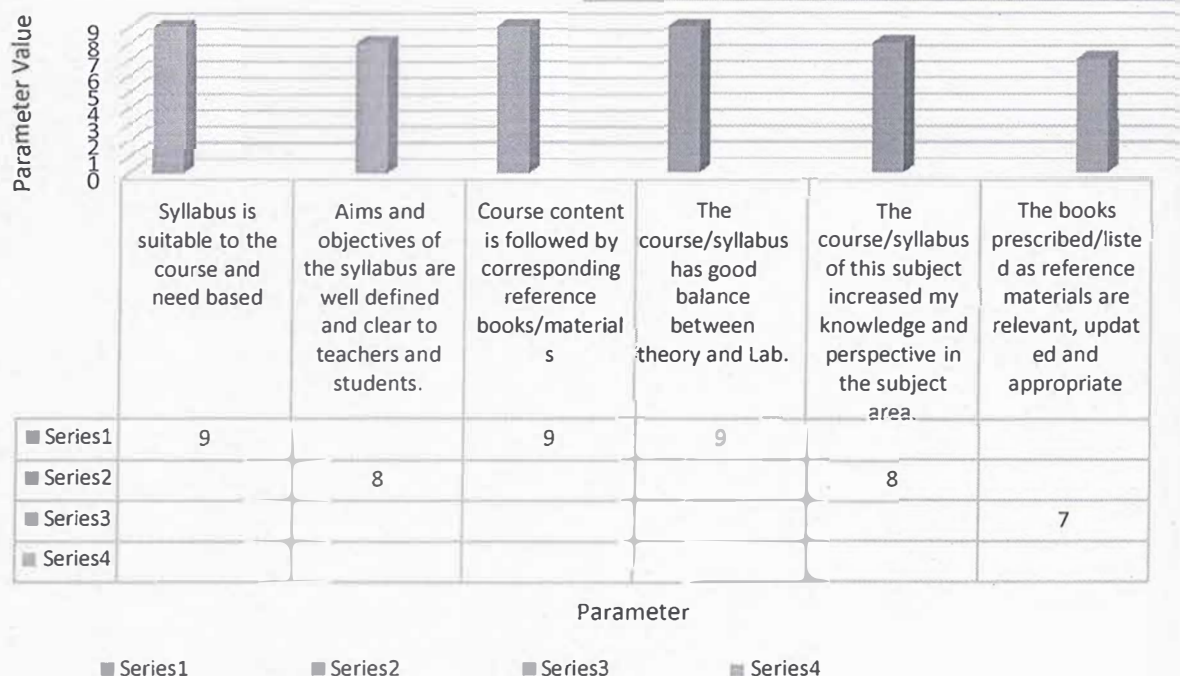 Parameter Value
9
8
7
6
5
4
3
2
1
0
Syllabus is
suitable to the
course and
need based
Aims and
objectives of
the syllabus are
well defined
and clear to
teachers and
students.
Course content
is followed by
corresponding
reference
books/material
s
The
course/syllabus
has good
balance
between
theory and Lab.
The
course/syllabus
of this subject
increased my
knowledge and
perspective in
the subject
area.
The books
prescribed/liste
d as reference
materials are
relevant, updat
ed and
appropriate
Series1 9 9 9
Series2 8 8
Series3 7
Series4
Parameter
Series1 Series2 Series3 Series4